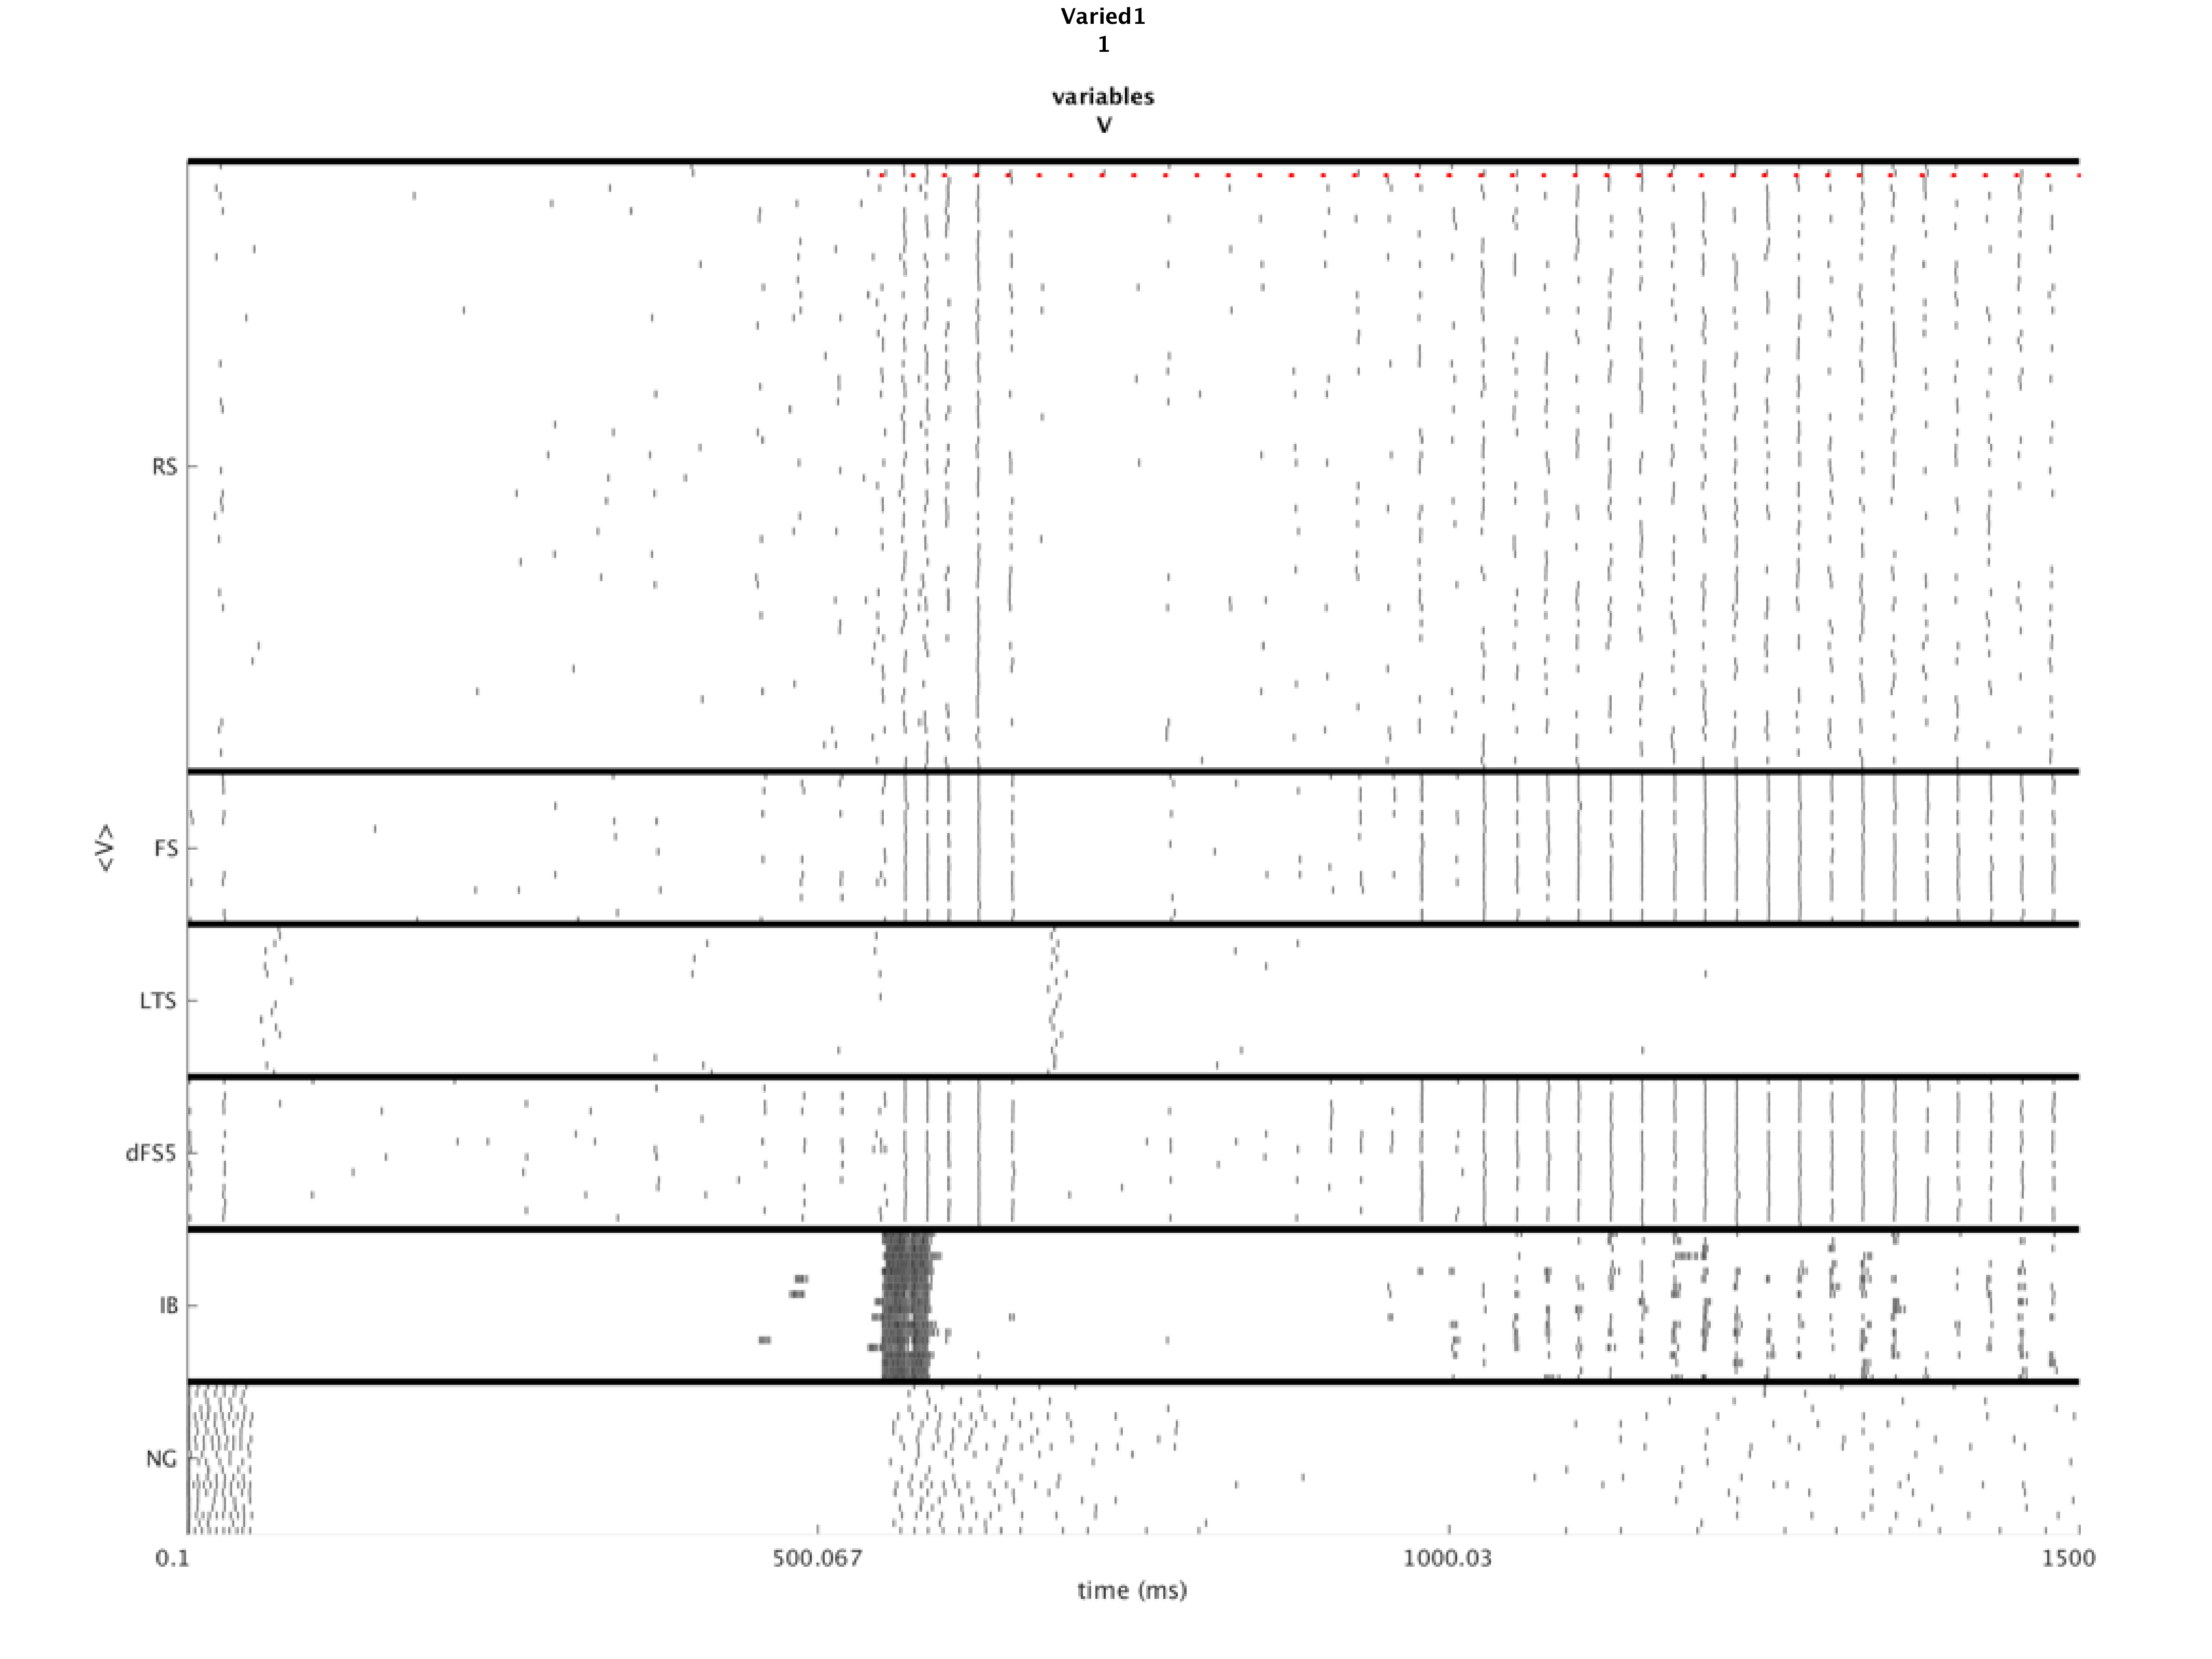 Varied1
1
variables
V
RS
FS
<V>
LTS
dFS5
IB
NG
0.1 500.067 1000.03 1500
time (ms)